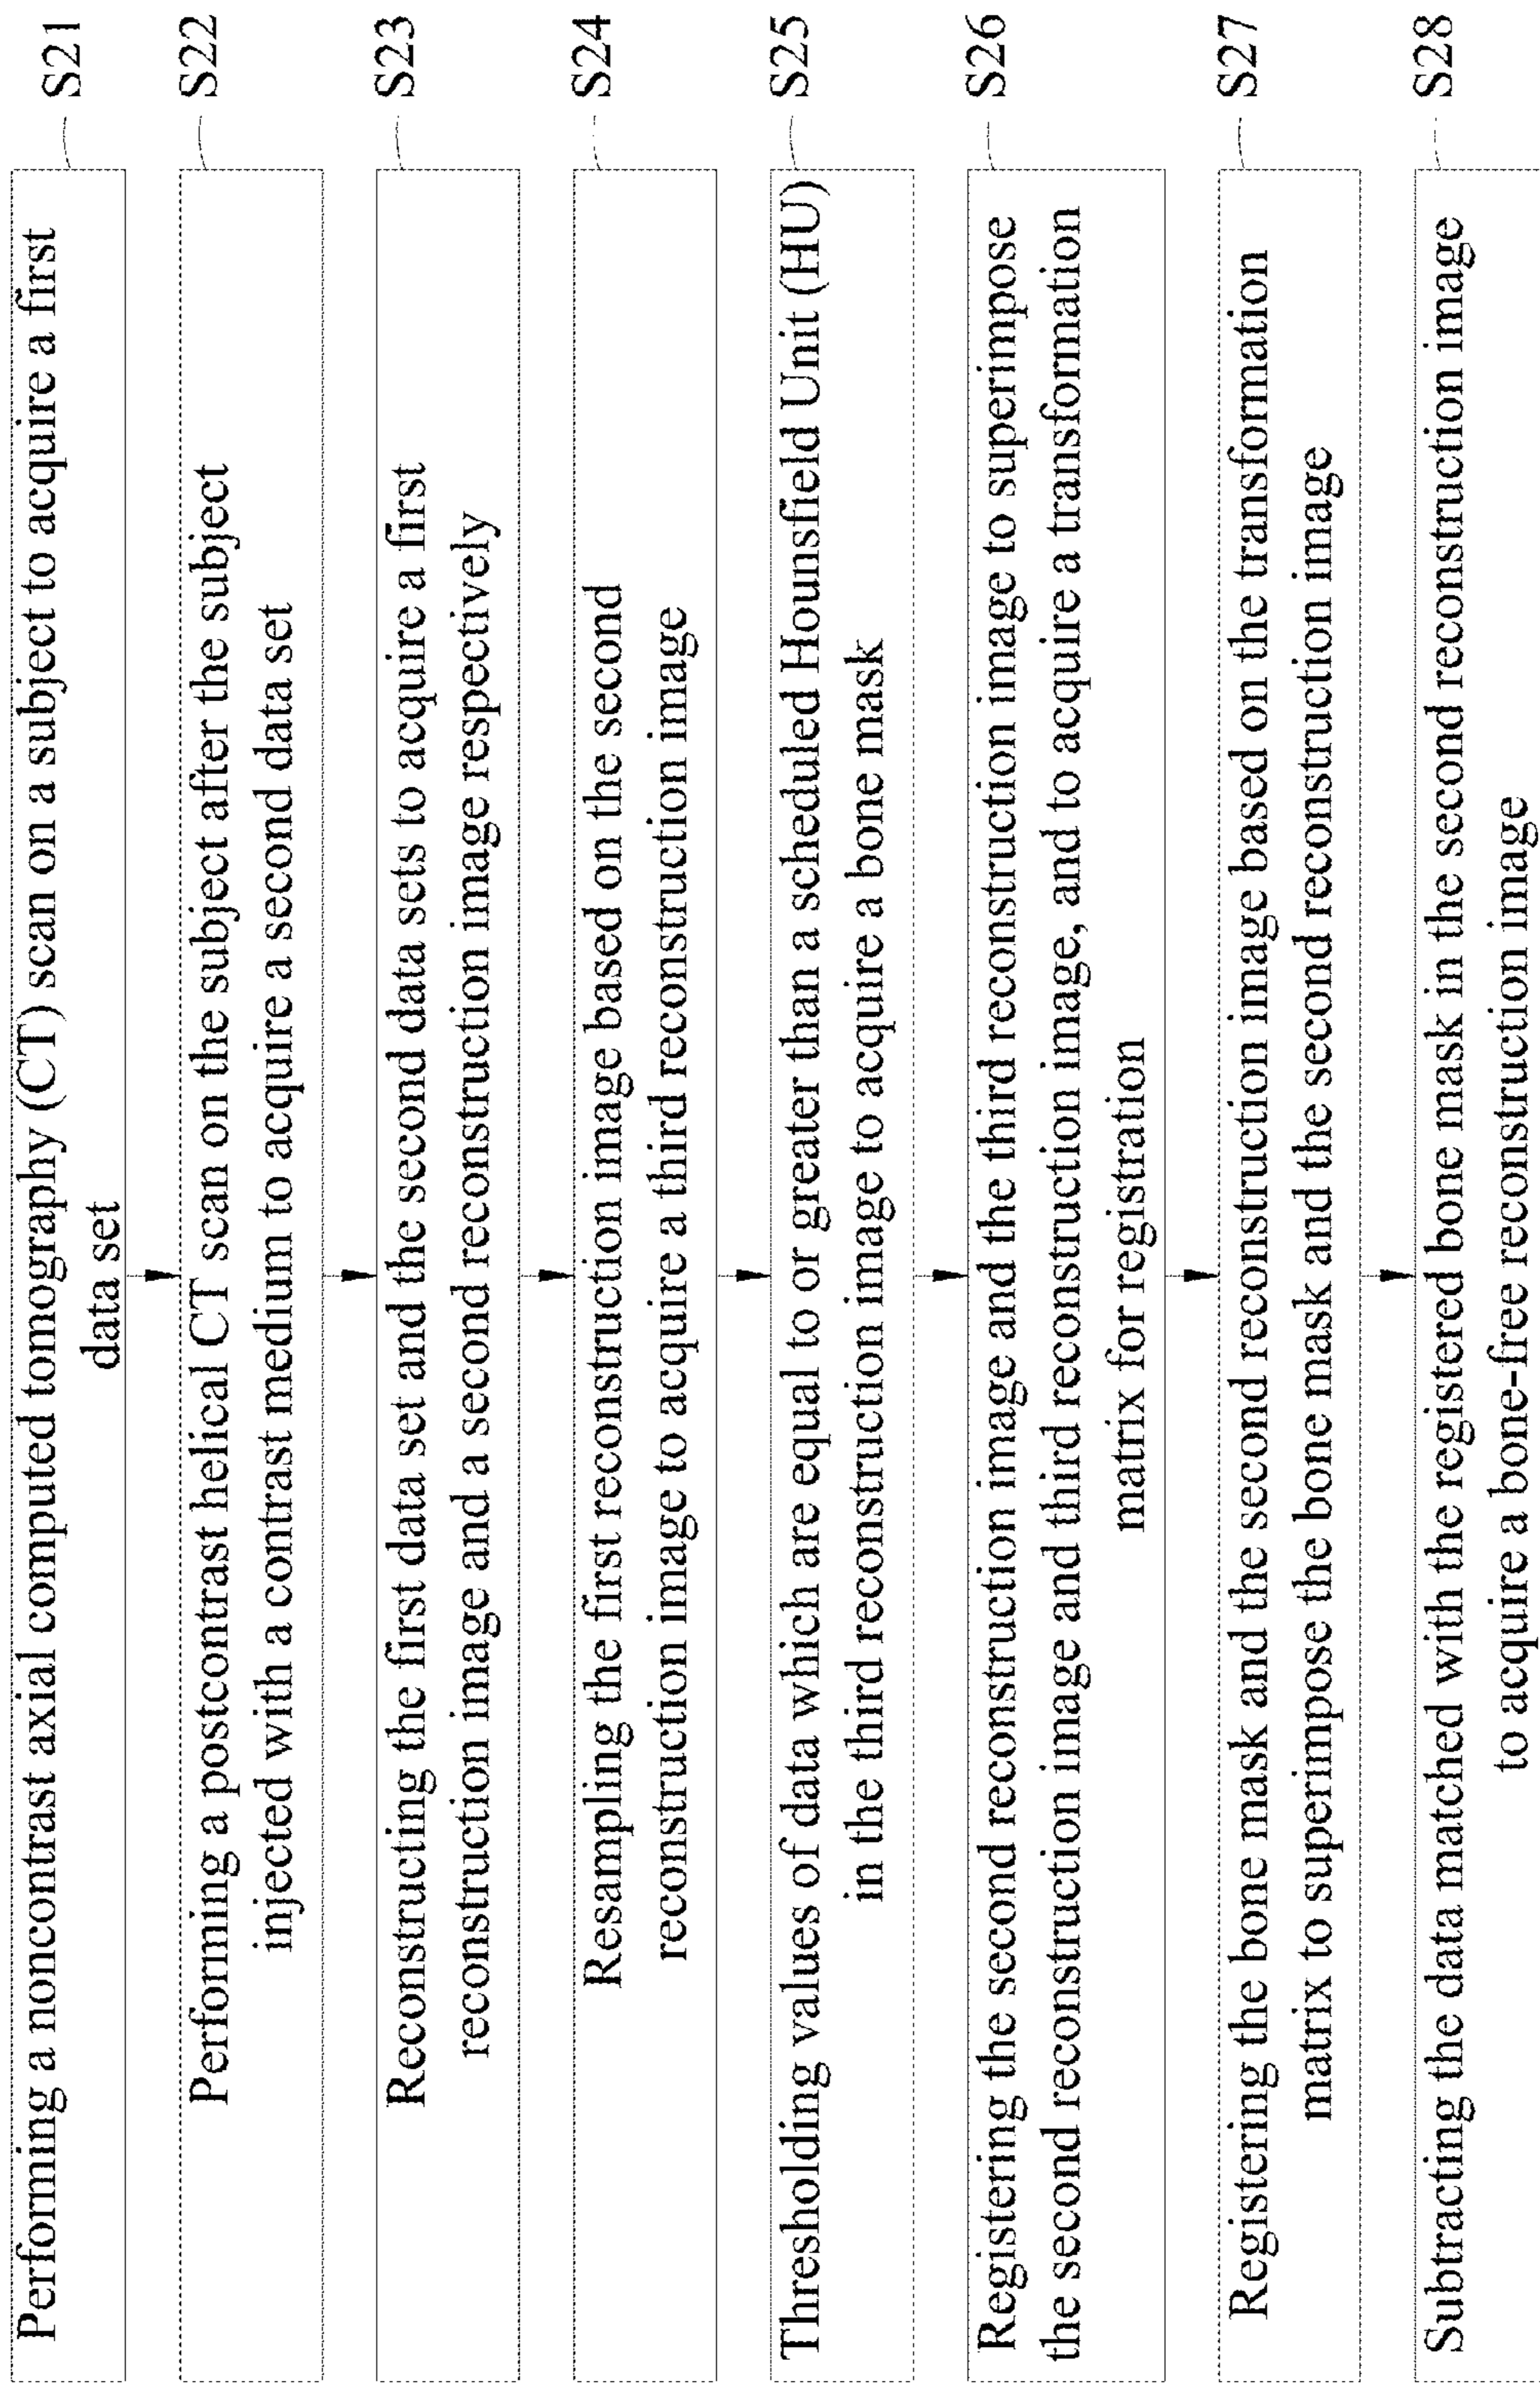 Performing a noncontrast axial computed tomography (CT) scan on a subject to acquire a first
data set
S21
Performing a postcontrast helical CT scan on the subject after the subject
injected with a contrast medium to acquire a second data set
S22
Reconstructing the first data set and the second data sets to acquire a first
reconstruction image and a second reconstruction image respectively
S23
Resampling the first reconstruction image based on the second
reconstruction image to acquire a third reconstruction image
S24
Thresholding values of data which are equal to or greater than a scheduled Hounsfield Unit (HU)
in the third reconstruction image to acquire a bone mask
S25
Registering the second reconstruction image and the third reconstruction image to superimpose
the second reconstruction image and third reconstruction image, and to acquire a transformation
matrix for registration
S26
Registering the bone mask and the second reconstruction image based on the transformation
matrix to superimpose the bone mask and the second reconstruction image
S27
Subtracting the data matched with the registered bone mask in the second reconstruction image
to acquire a bone-free reconstruction image
S28